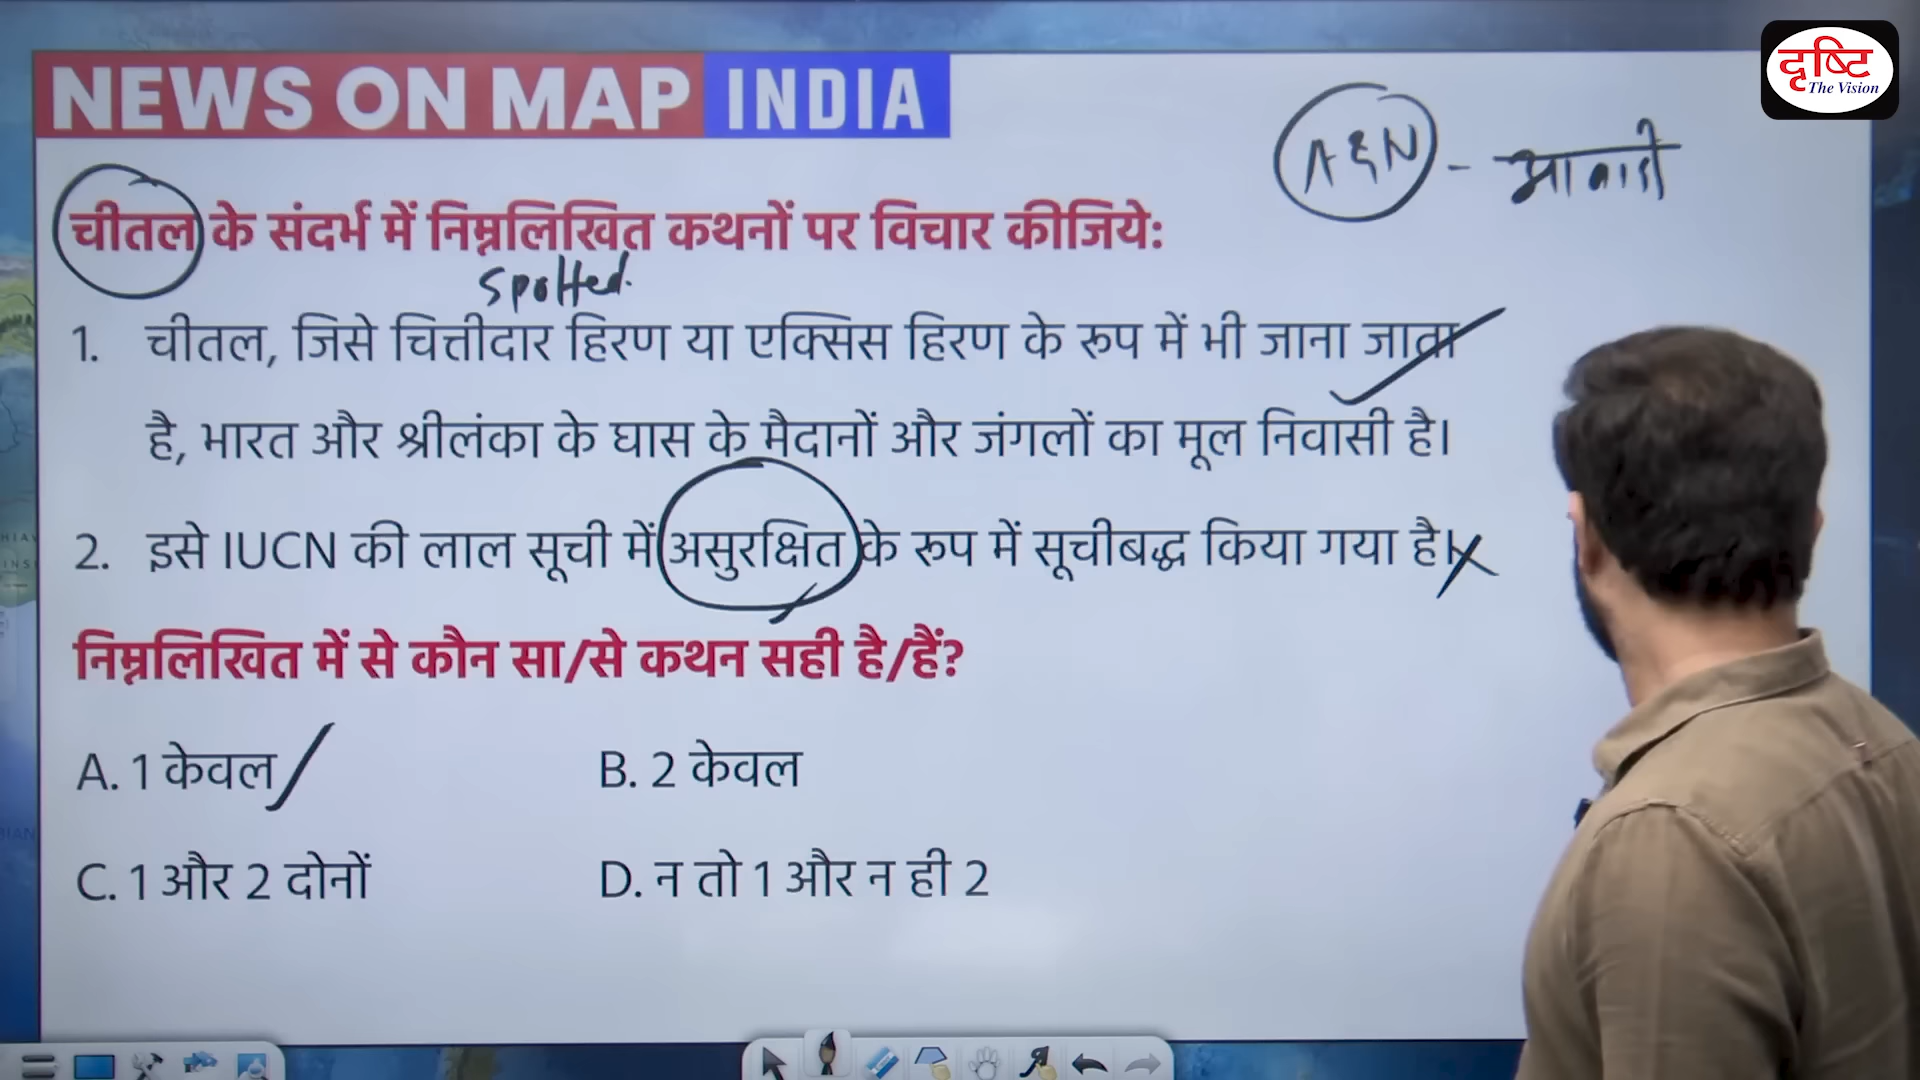 दृष्टि
The Vision
NEWS ON MAP INDIA
A&N - आबादी
चीतल के संदर्भ में निम्नलिखित कथनों पर विचार कीजिये:
Spotted.
1. चीतल, जिसे चित्तीदार हिरण या एक्सिस हिरण के रूप में भी जाना जाता
है, भारत और श्रीलंका के घास के मैदानों और जंगलों का मूल निवासी है।
2. इसे IUCN की लाल सूची में असुरक्षित के रूप में सूचीबद्ध किया गया है।
निम्नलिखित में से कौन सा/से कथन सही है/हैं?
A. 1 केवल
B. 2 केवल
C. 1 और 2 दोनों
D. न तो 1 और न ही 2